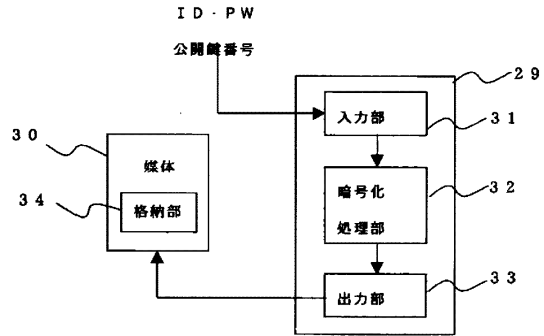 ＩＤ・ＰＷ
公開鍵番号
２９
入力部
３１
３０
媒体
３４
格納部
暗号化
処理部
３２
出力部
３３